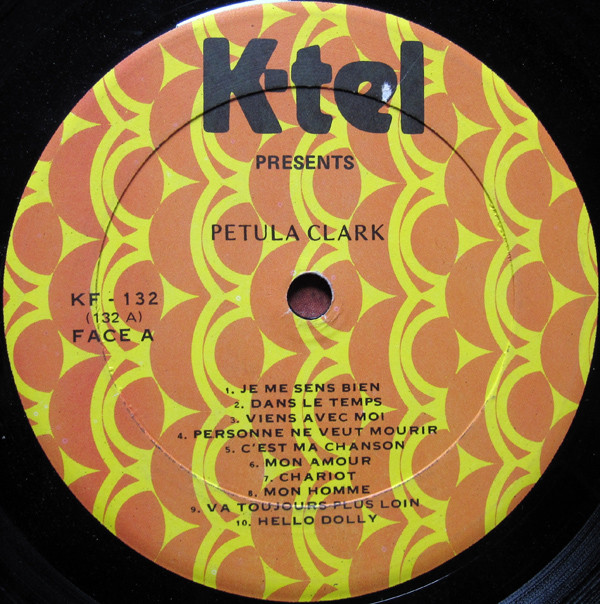 K-tel
PRESENTS
PETULA CLARK
KF - 132
(132 A)
FACE A
1. JE ME SENS BIEN
2. DANS LE TEMPS
3. VIENS AVEC MOI
4. PERSONNE NE VEUT MOURIR
5. C'EST MA CHANSON
6. MON AMOUR
7. CHARIOT
8. MON HOMME
9. VA TOUJOURS PLUS LOIN
10. HELLO DOLLY